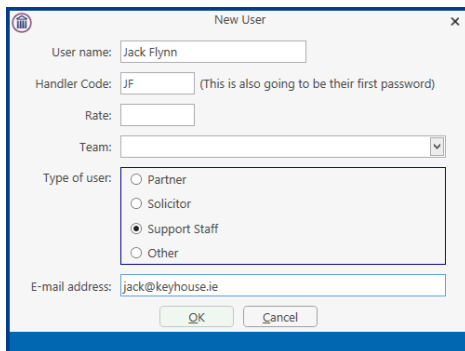 New User
User name: Jack Flynn
Handler Code: JF (This is also going to be their first password)
Rate:
Team:
Type of user: Partner
Solicitor
Support Staff
Other
E-mail address: jack@keyhouse.ie
OK Cancel